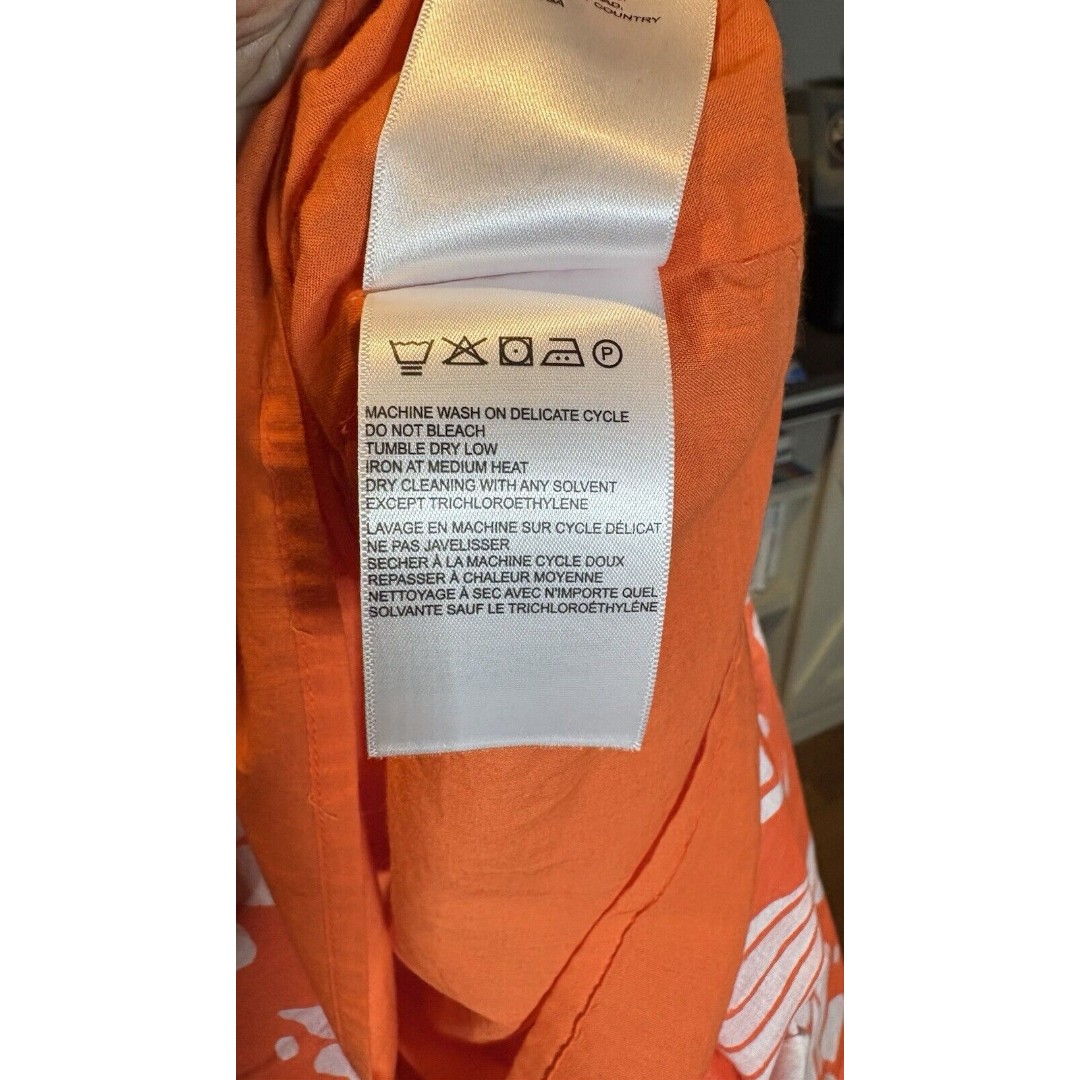 COUNTRY
P
MACHINE WASH ON DELICATE CYCLE
DO NOT BLEACH
TUMBLE DRY LOW
IRON AT MEDIUM HEAT
DRY CLEANING WITH ANY SOLVENT
EXCEPT TRICHLOROETHYLENE
LAVAGE EN MACHINE SUR CYCLE DÉLICAT
NE PAS JAVELISSER
SECHER À LA MACHINE CYCLE DOUX
REPASSER À CHALEUR MOYENNE
NETTOYAGE À SEC AVEC N'IMPORTE QUEL
SOLVANTE SAUF LE TRICHLOROÉTHYLÉNE